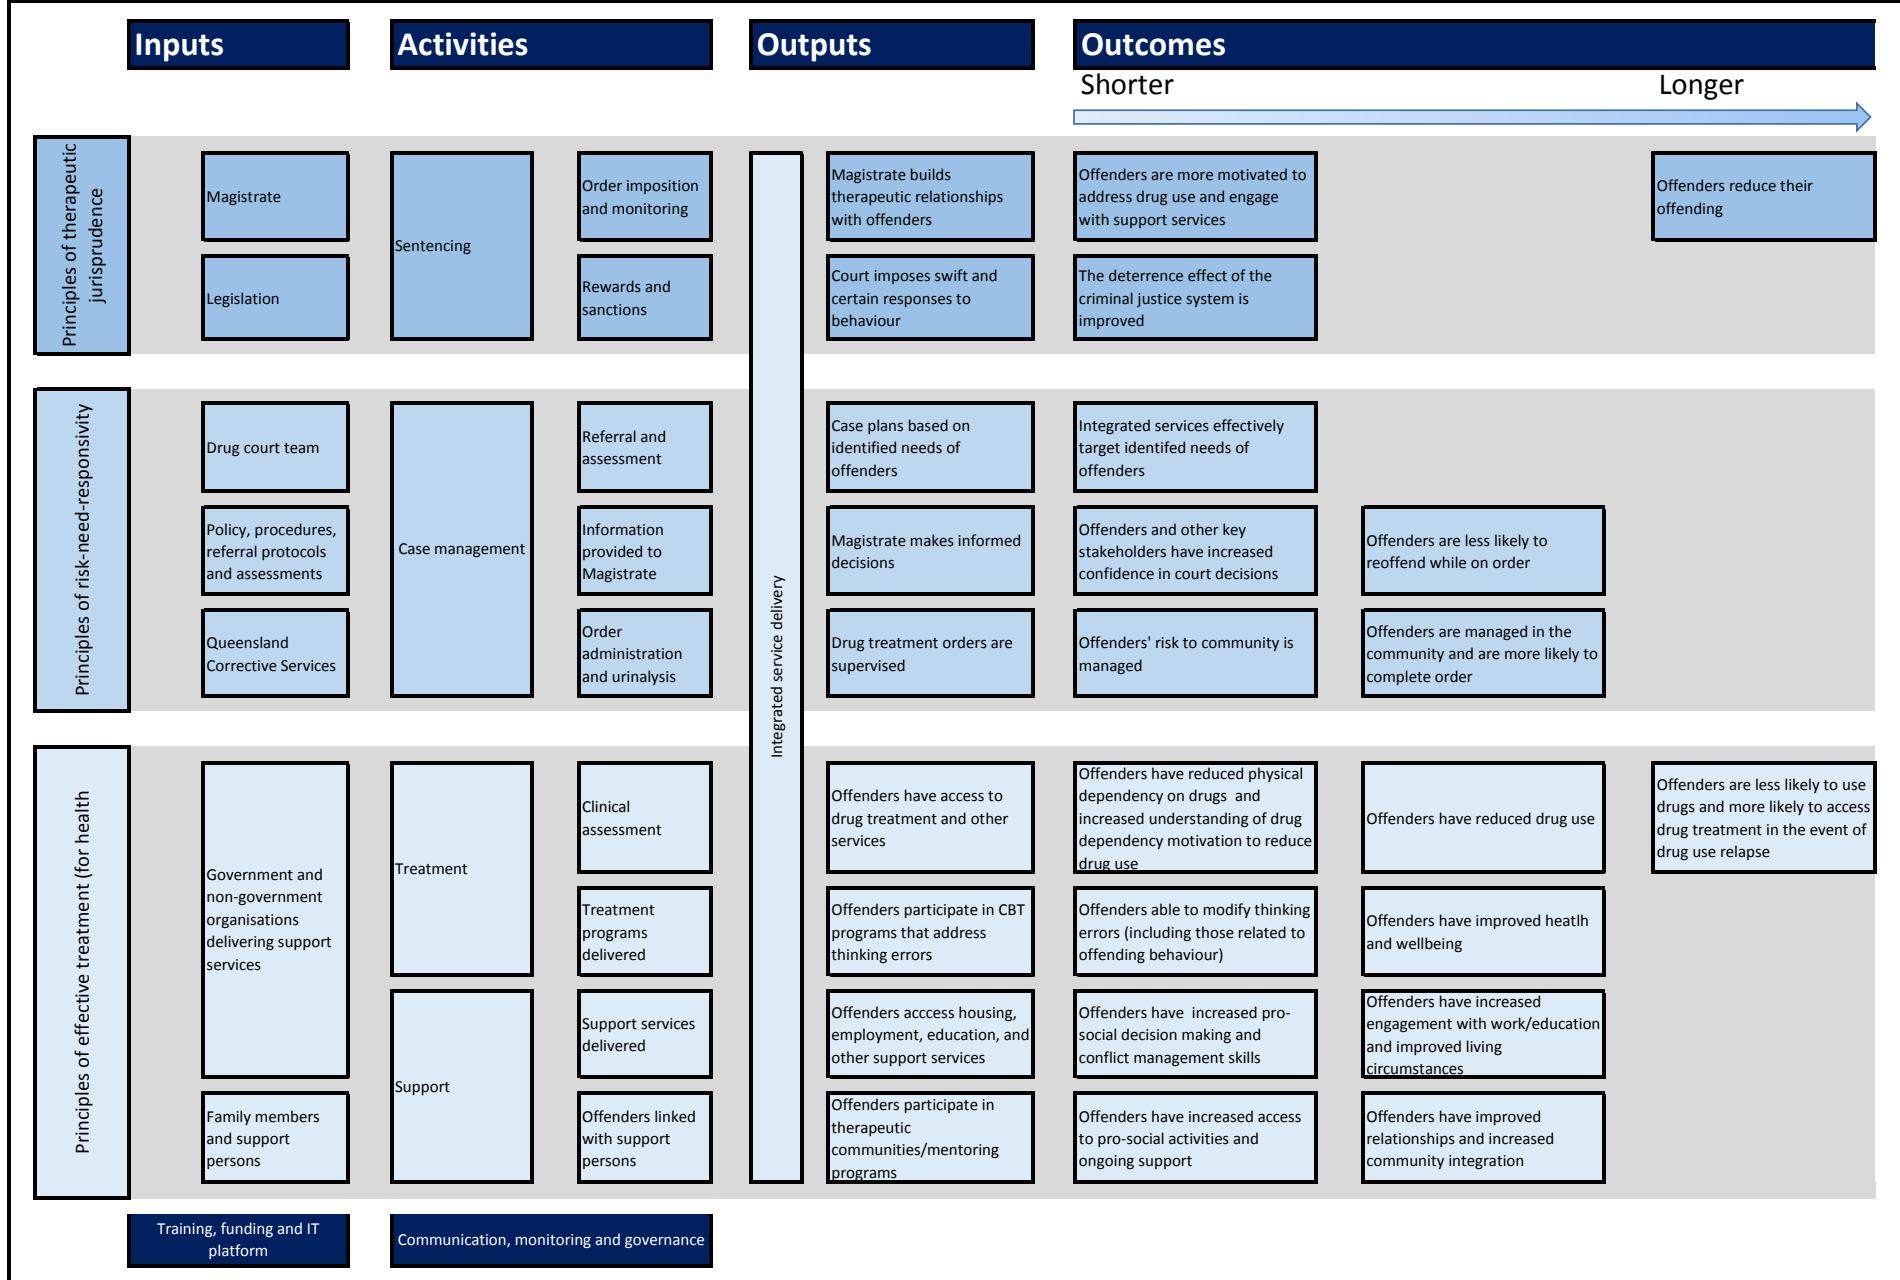 Inputs
Activities
Outputs
Outcomes
Shorter
Longer
Principles of therapeutic
jurisprudence
Magistrate
Legislation
Sentencing
Order imposition
and monitoring
Rewards and
sanctions
Integrated service delivery
Magistrate builds
therapeutic relationships
with offenders
Court imposes swift and
certain responses to
behaviour
Offenders are more motivated to
address drug use and engage
with support services
The deterrence effect of the
criminal justice system is
improved
Offenders reduce their
offending
Principles of risk-need-responsivity
Drug court team
Policy, procedures,
referral protocols
and assessments
Queensland
Corrective Services
Case management
Referral and
assessment
Information
provided to
Magistrate
Order
administration
and urinalysis
Case plans based on
identified needs of
offenders
Magistrate makes informed
decisions
Drug treatment orders are
supervised
Integrated services effectively
target identifed needs of
offenders
Offenders and other key
stakeholders have increased
confidence in court decisions
Offenders' risk to community is
managed
Offenders are less likely to
reoffend while on order
Offenders are managed in the
community and are more likely to
complete order
Principles of effective treatment (for health
Government and
non-government
organisations
delivering support
services
Family members
and support
persons
Treatment
Support
Clinical
assessment
Treatment
programs
delivered
Support services
delivered
Offenders linked
with support
persons
Offenders have access to
drug treatment and other
services
Offenders participate in CBT
programs that address
thinking errors
Offenders acccess housing,
employment, education, and
other support services
Offenders participate in
therapeutic
communities/mentoring
programs
Offenders have reduced physical
dependency on drugs and
increased understanding of drug
dependency motivation to reduce
drug use
Offenders able to modify thinking
errors (including those related to
offending behaviour)
Offenders have increased pro-
social decision making and
conflict management skills
Offenders have increased access
to pro-social activities and
ongoing support
Offenders have reduced drug use
Offenders have improved heatlh
and wellbeing
Offenders have increased
engagement with work/education
and improved living
circumstances
Offenders have improved
relationships and increased
community integration
Offenders are less likely to use
drugs and more likely to access
drug treatment in the event of
drug use relapse
Training, funding and IT
platform
Communication, monitoring and governance